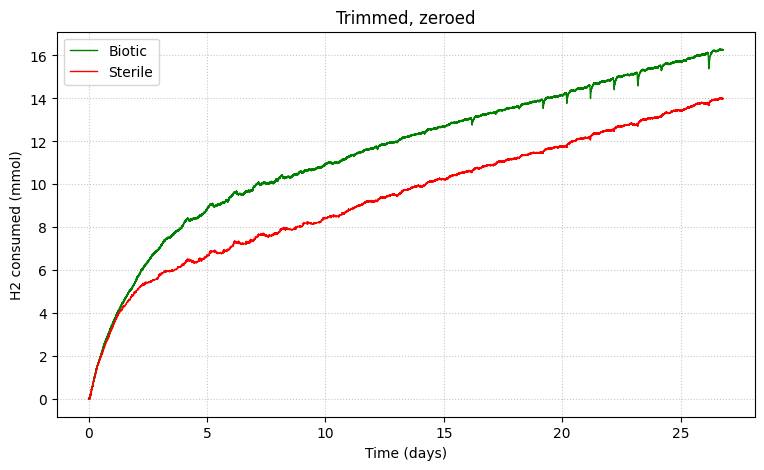 Trimmed, zeroed
Biotic
Sterile
H2 consumed (mmol)
16
14
12
10
8
6
4
2
0
0 5 10 15 20 25
Time (days)